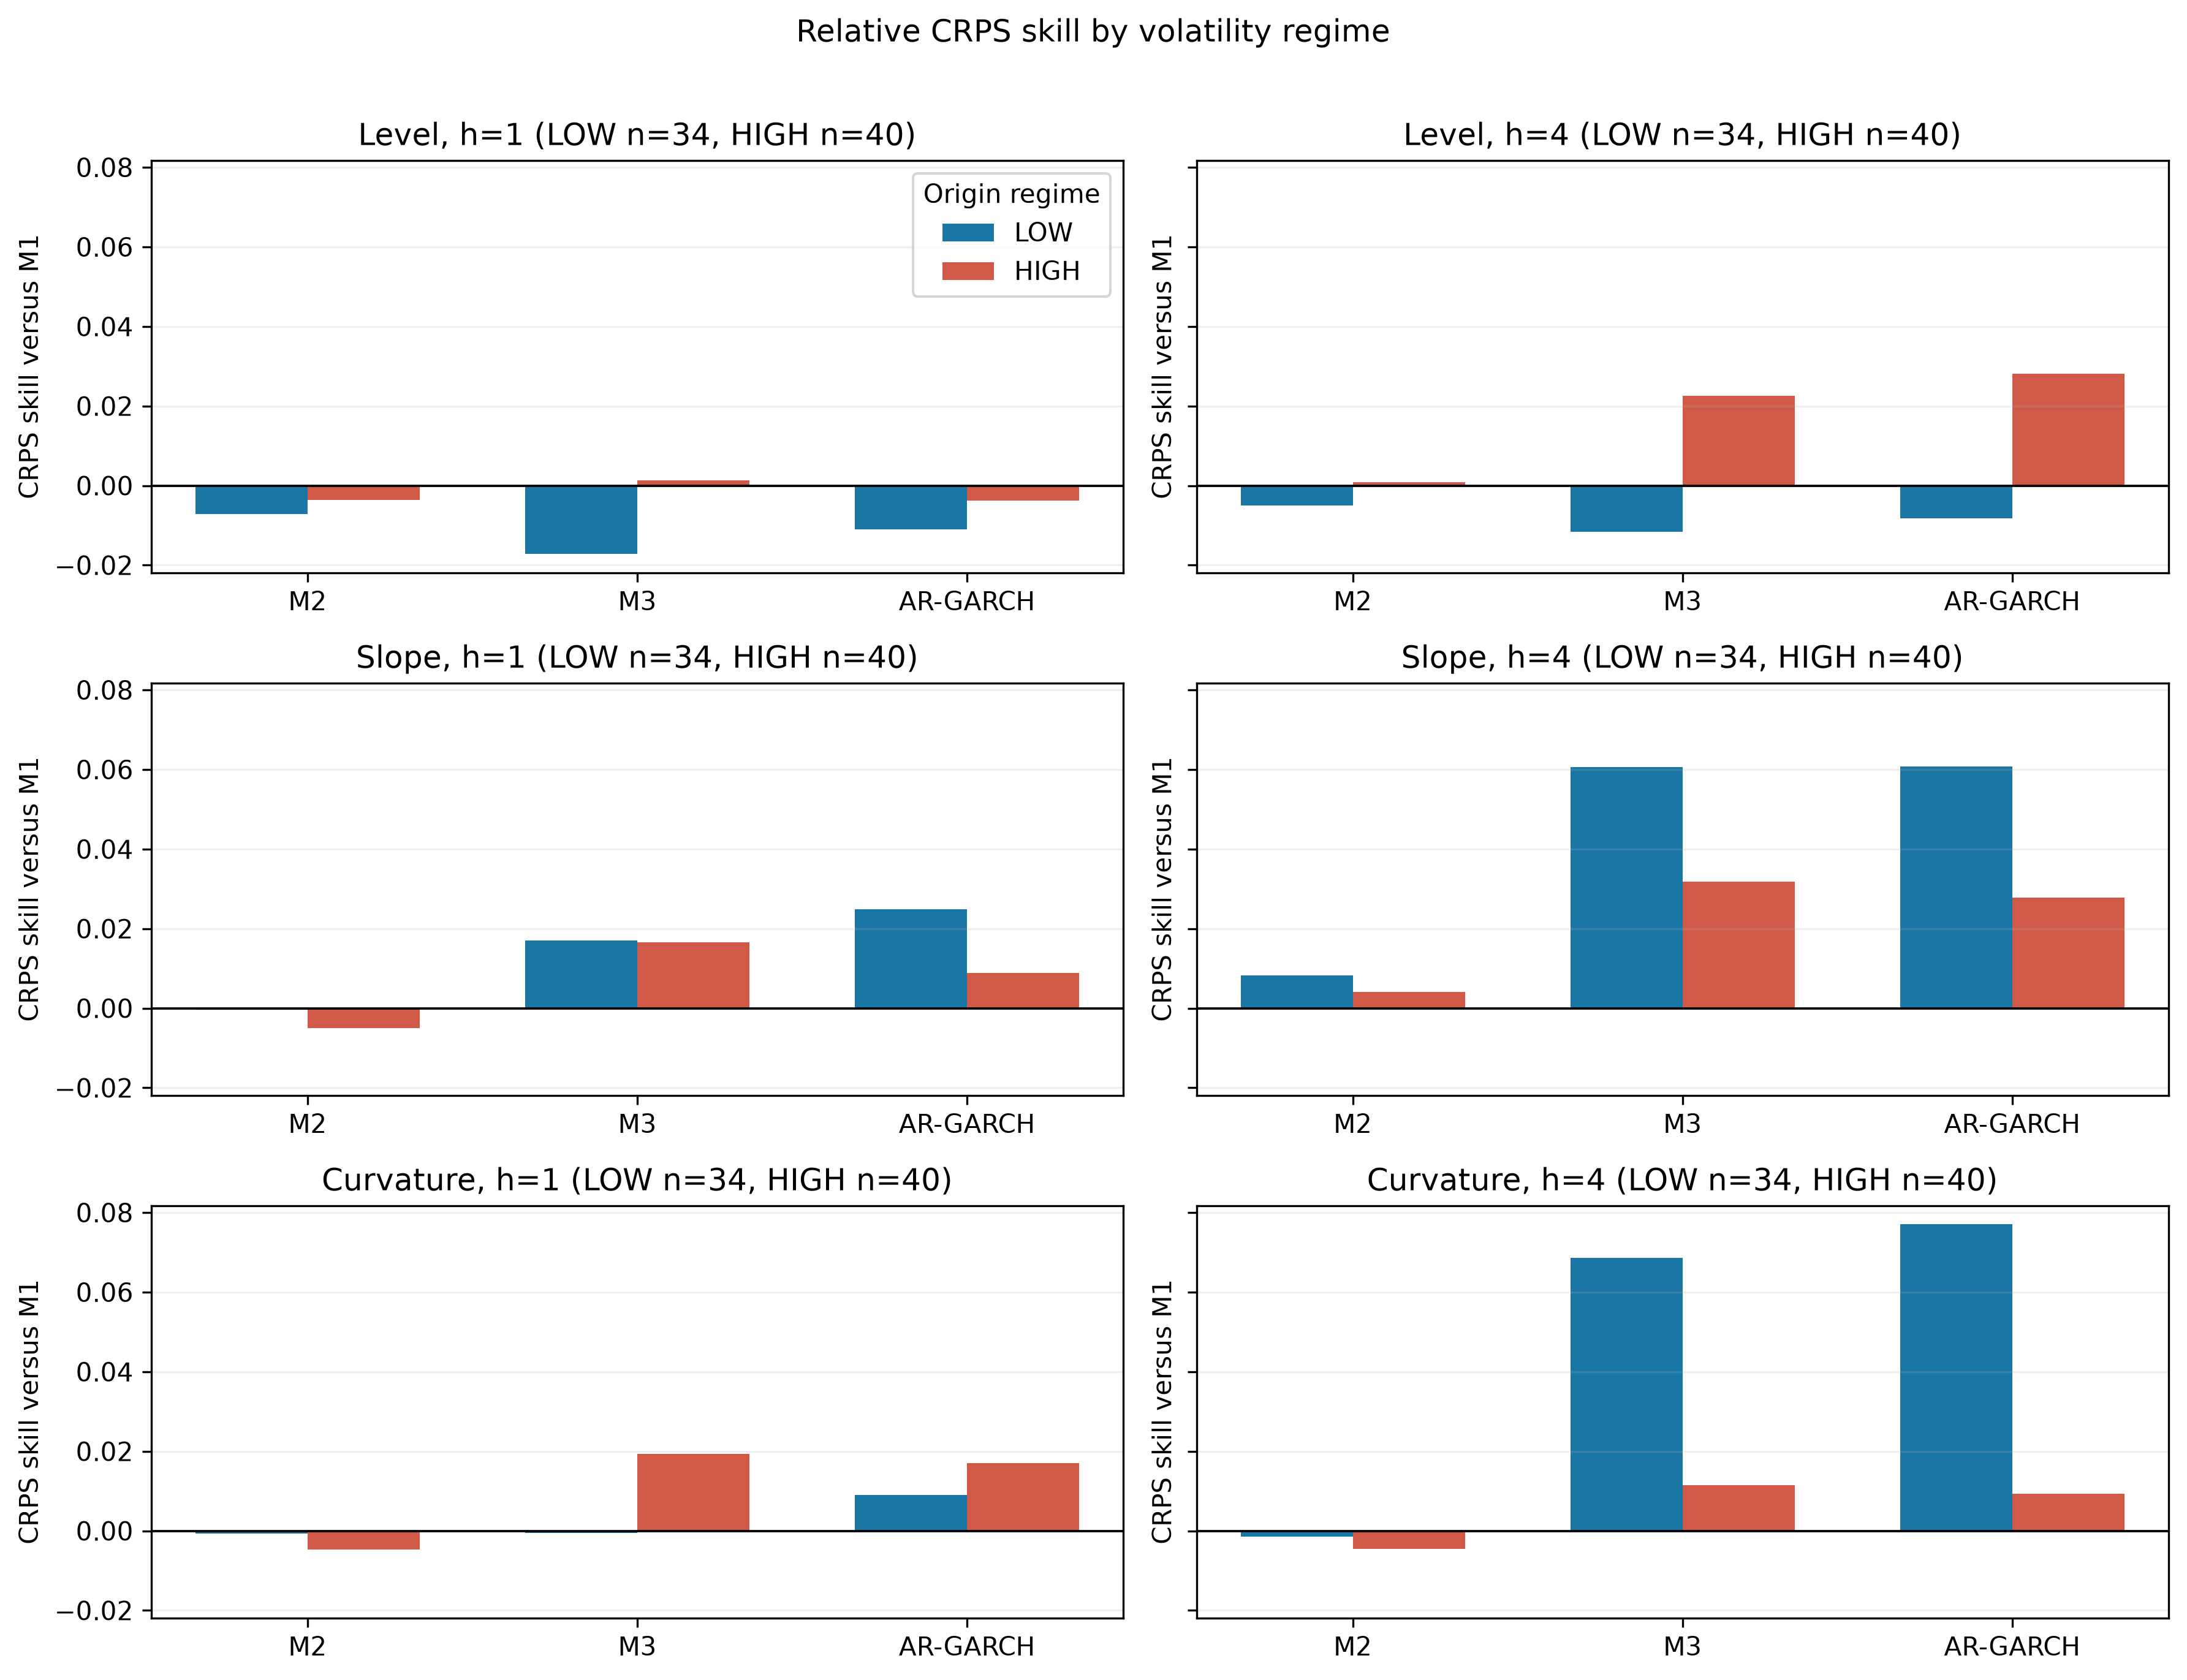 Relative CRPS skill by volatility regime
Level, h=1 (LOW n=34, HIGH n=40)
CRPS skill versus M1
0.08
0.06
0.04
0.02
0.00
−0.02
Origin regime
LOW
HIGH
M2 M3 AR-GARCH
Level, h=4 (LOW n=34, HIGH n=40)
CRPS skill versus M1
M2 M3 AR-GARCH
Slope, h=1 (LOW n=34, HIGH n=40)
CRPS skill versus M1
0.08
0.06
0.04
0.02
0.00
−0.02
M2 M3 AR-GARCH
Slope, h=4 (LOW n=34, HIGH n=40)
CRPS skill versus M1
M2 M3 AR-GARCH
Curvature, h=1 (LOW n=34, HIGH n=40)
CRPS skill versus M1
0.08
0.06
0.04
0.02
0.00
−0.02
M2 M3 AR-GARCH
Curvature, h=4 (LOW n=34, HIGH n=40)
CRPS skill versus M1
M2 M3 AR-GARCH